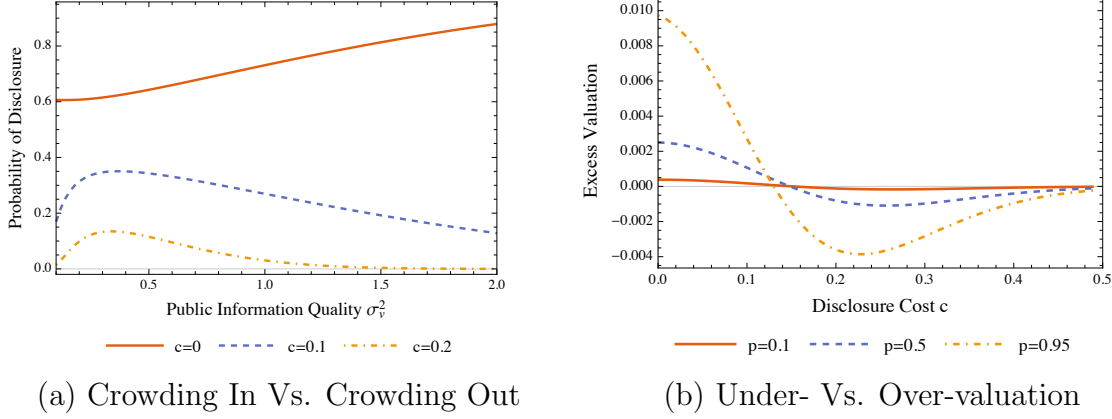 0.8
0.6
0.4
0.2
0.0
Probability of Disclosure
0.5
1.0
1.5
2.0
Public Information Quality σ_v^2
c=0
c=0.1
c=0.2
(a) Crowding In Vs. Crowding Out
0.010
0.008
0.006
0.004
0.002
0.000
−0.002
−0.004
Excess Valuation
0.0
0.1
0.2
0.3
0.4
0.5
Disclosure Cost c
p=0.1
p=0.5
p=0.95
(b) Under- Vs. Over-valuation